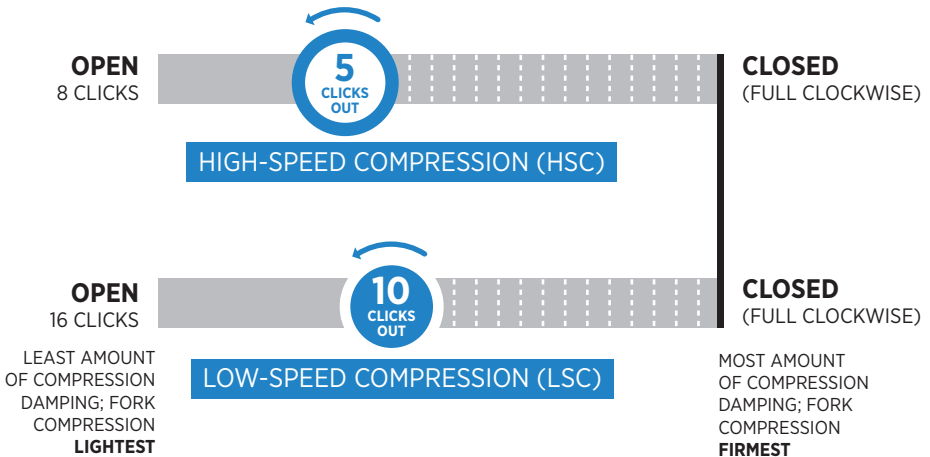 OPEN
8 CLICKS
5
CLICKS
OUT
CLOSED
(FULL CLOCKWISE)
HIGH-SPEED COMPRESSION (HSC)
OPEN
16 CLICKS
10
CLICKS
OUT
CLOSED
(FULL CLOCKWISE)
LOW-SPEED COMPRESSION (LSC)
LEAST AMOUNT
OF COMPRESSION
DAMPING; FORK
COMPRESSION
LIGHTEST
MOST AMOUNT
OF COMPRESSION
DAMPING; FORK
COMPRESSION
FIRMEST